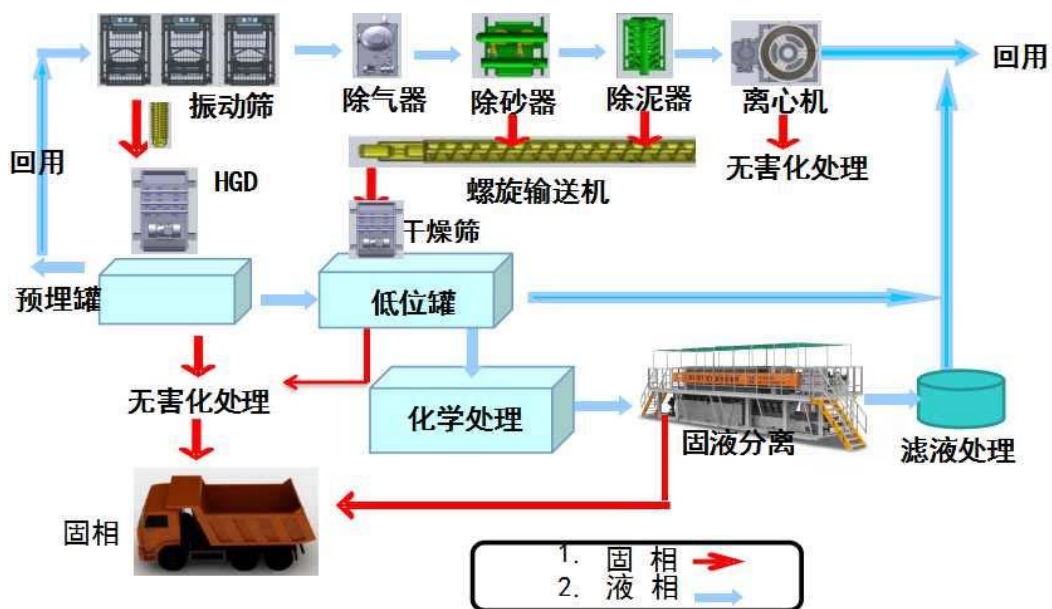 振动筛
除气器
除砂器
除泥器
离心机
回用
回用
HGD
螺旋输送机
无害化处理
干燥筛
预埋罐
低位罐
无害化处理
化学处理
固液分离
滤液处理
固相
1. 固 相
2. 液 相